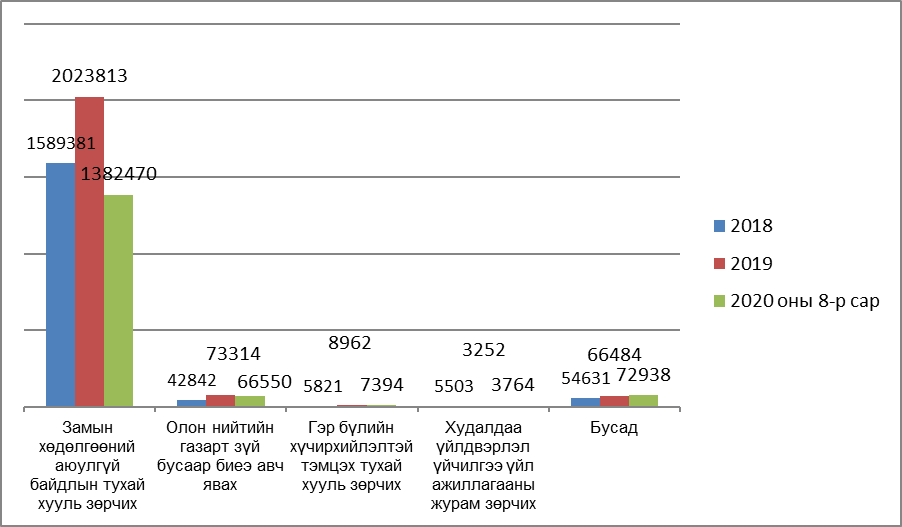 2023813
1589381
1382470
73314
42842
66550
8962
5821
7394
3252
5503
3764
66484
54631
72938
2018
2019
2020 оны 8-р сар
Замын
хөдөлгөөний
аюулгүй
байдлын тухай
хууль зөрчих
Олон нийтийн
газарт зүй
бусаар биеэ авч
явах
Гэр бүлийн
хүчирхийлэлтэй
тэмцэх тухай
хууль зөрчих
Худалдаа
үйлдвэрлэл
үйчилгээ үйл
ажиллагааны
журам зөрчих
Бусад